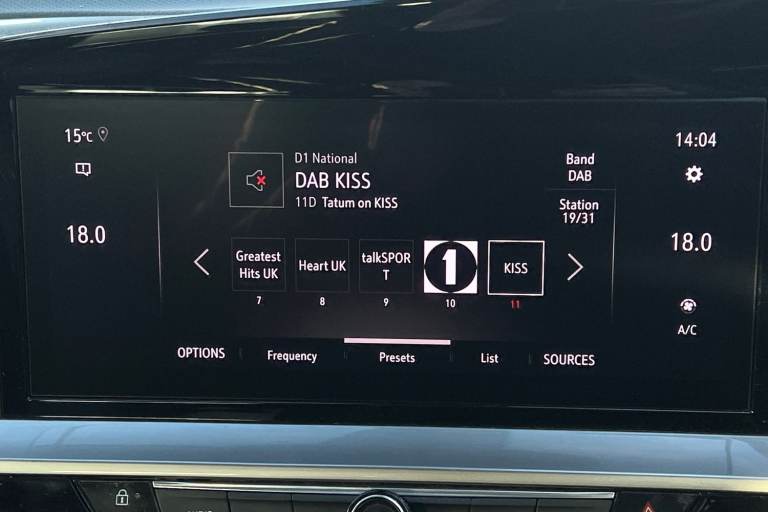 15°C
14:04
18.0
18.0
D1 National
DAB KISS
11D Tatum on KISS
Band
DAB
Station
19/31
Greatest
Hits UK
Heart UK
talkSPOR
T
1
KISS
7
8
9
10
11
A/C
OPTIONS
Frequency
Presets
List
SOURCES